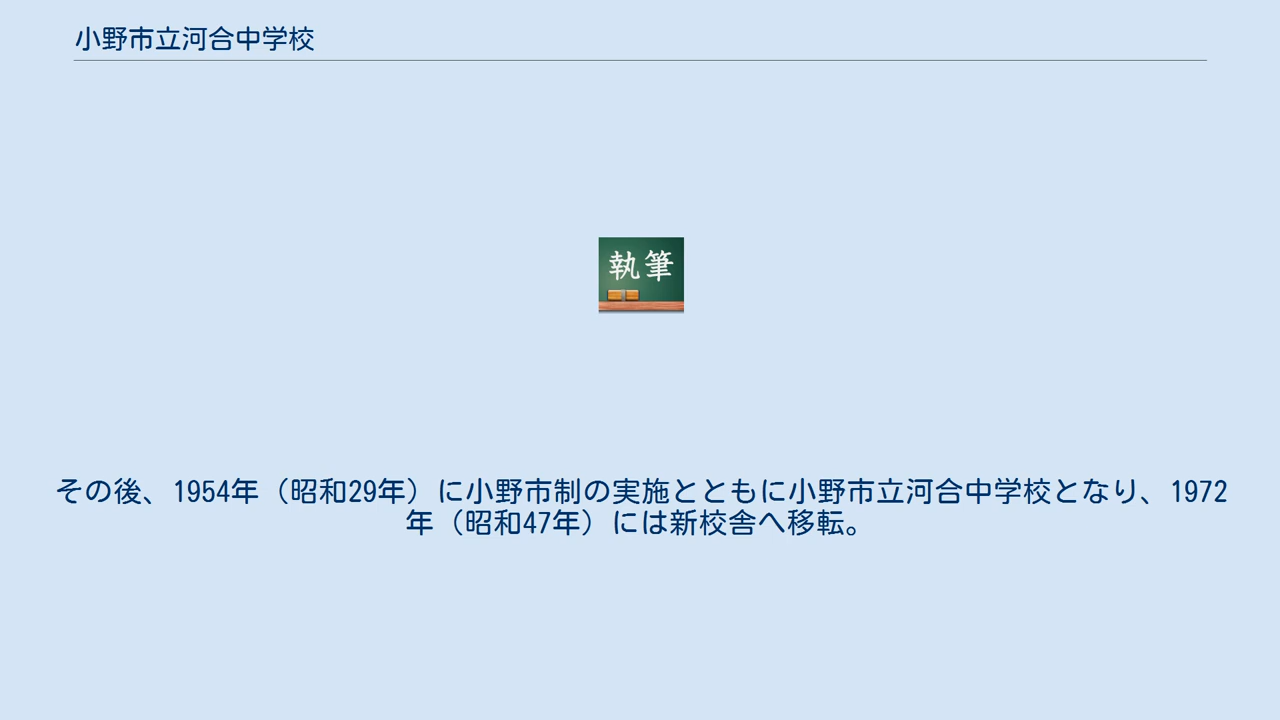 小野市立河合中学校
執筆
その後、1954年（昭和29年）に小野市制の実施とともに小野市立河合中学校となり、1972
年（昭和47年）には新校舎へ移転。